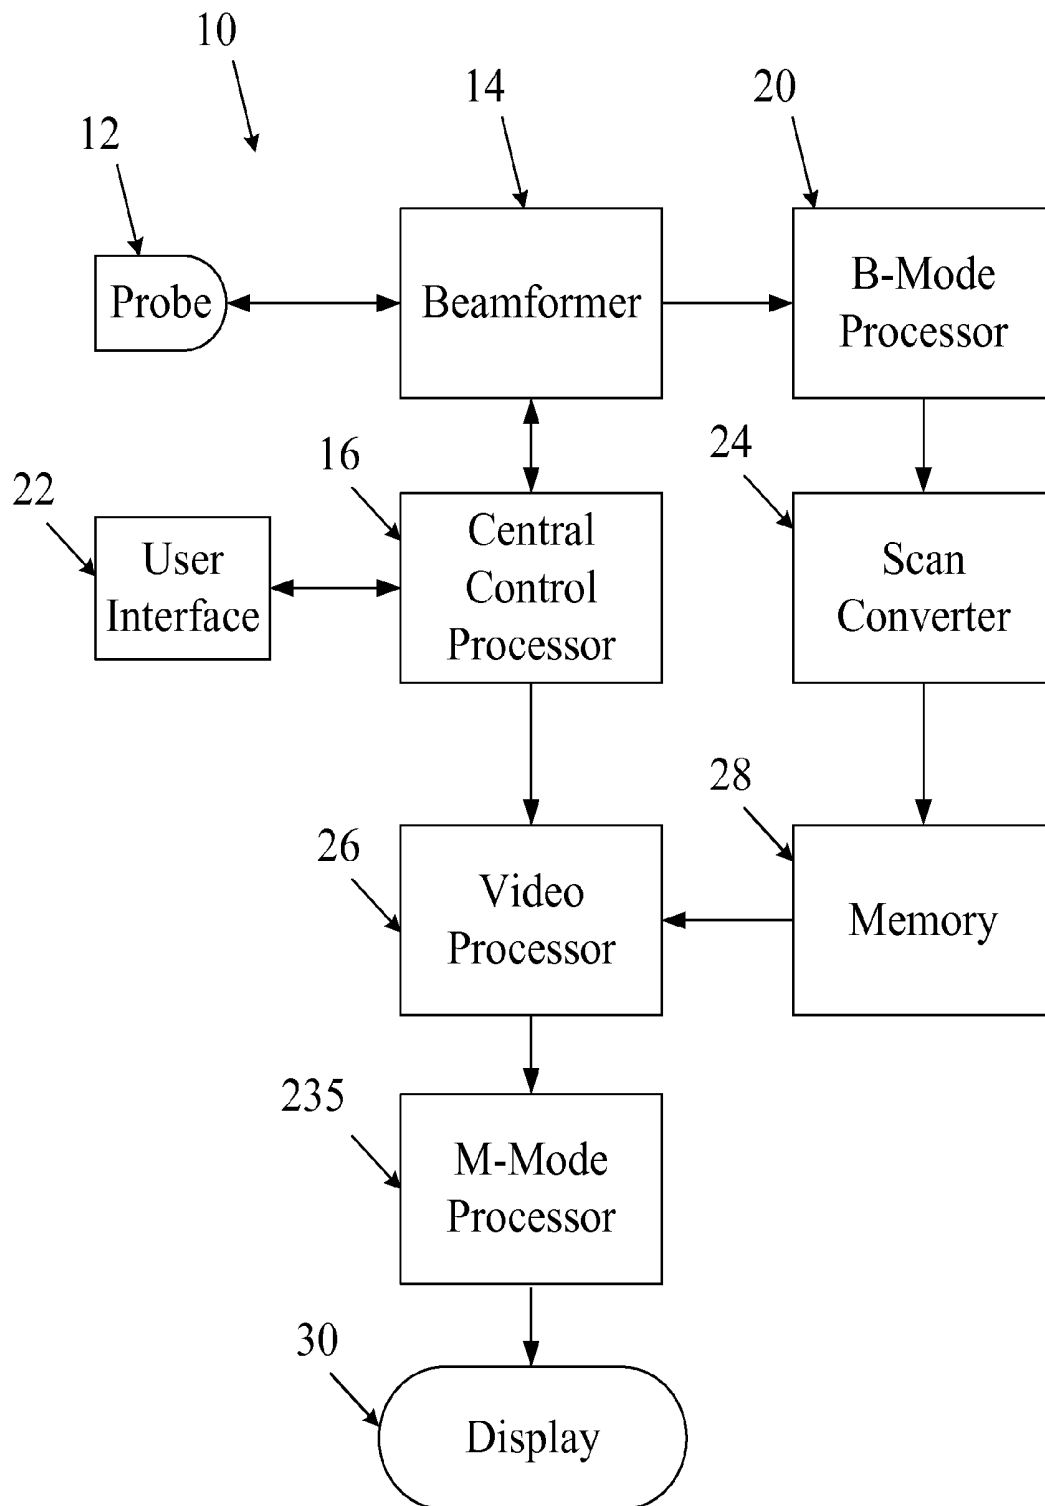 10
14
20
12
Probe
Beamformer
B-Mode
Processor
16
24
22
User
Interface
Central
Control
Processor
Scan
Converter
28
26
Video
Processor
Memory
235
M-Mode
Processor
30
Display